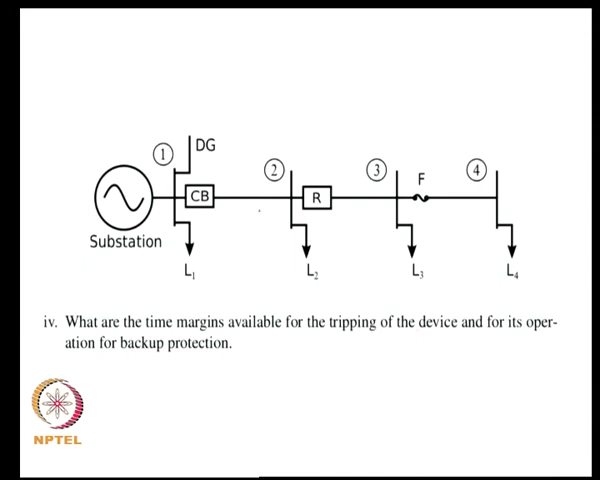 1
DG
2
3
4
F
CB
R
Substation
L1
L2
L3
L4
iv. What are the time margins available for the tripping of the device and for its oper-
ation for backup protection.
NPTEL